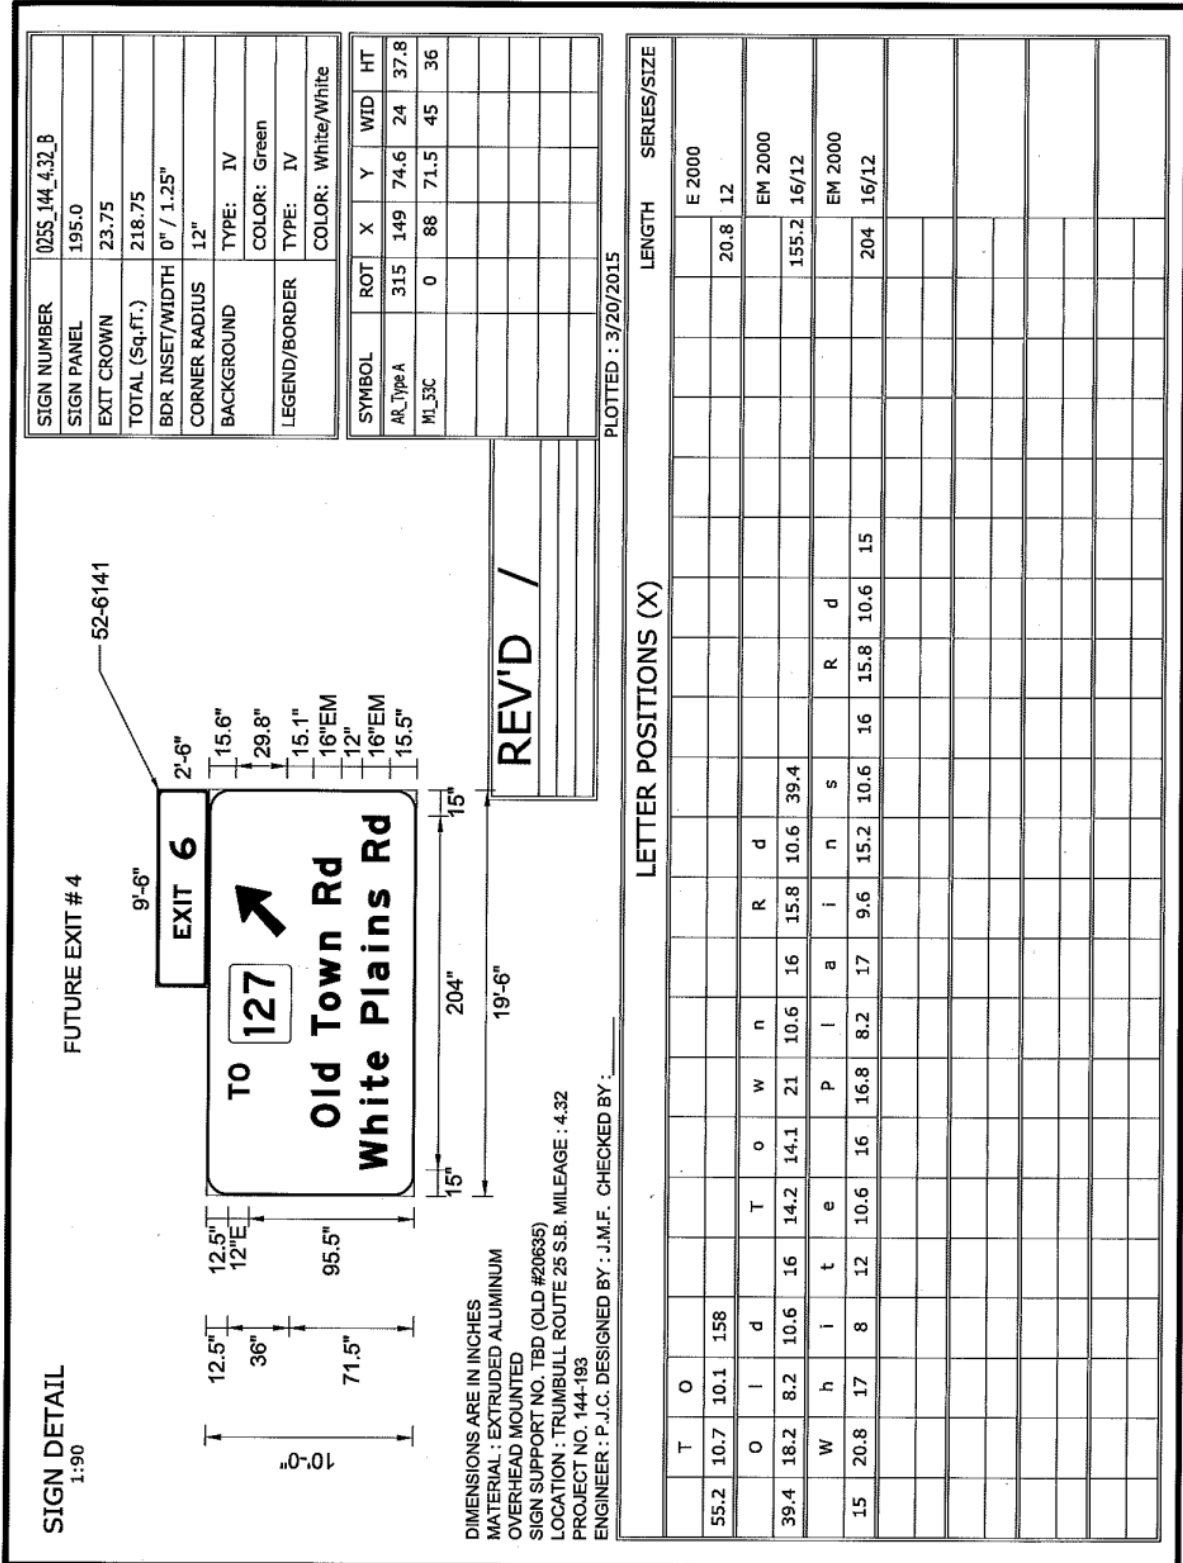 SIGN DETAIL
1:90
FUTURE EXIT # 4
52-6141
9'-6"
2'-6"
EXIT 6
TO 127
Old Town Rd
White Plains Rd
10'-0"
12.5"
36"
71.5"
12.5"
12"E
95.5"
15.6"
29.8"
15.1"
16"EM
12"
16"EM
15.5"
15" 204" 15"
19'-6"
DIMENSIONS ARE IN INCHES
MATERIAL : EXTRUDED ALUMINUM
OVERHEAD MOUNTED
SIGN SUPPORT NO. TBD (OLD #20635)
LOCATION : TRUMBULL ROUTE 25 S.B. MILEAGE : 4.32
PROJECT NO. 144-193
ENGINEER : P.J.C. DESIGNED BY : J.M.F. CHECKED BY :
REV'D /
SIGN NUMBER 025S_144_4.32_B
SIGN PANEL 195.0
EXIT CROWN 23.75
TOTAL (Sq.fT.) 218.75
BDR INSET/WIDTH 0" / 1.25"
CORNER RADIUS 12"
BACKGROUND TYPE: IV
COLOR: Green
LEGEND/BORDER TYPE: IV
COLOR: White/White
SYMBOL ROT X Y WID HT
AR_Type A 315 149 74.6 24 37.8
M1_53C 0 88 71.5 45 36
PLOTTED : 3/20/2015
LETTER POSITIONS (X) LENGTH SERIES/SIZE
T O E 2000
55.2 10.7 10.1 158 20.8 12
O l d T o w n R d EM 2000
39.4 18.2 8.2 10.6 16 14.2 14.1 21 10.6 16 15.8 10.6 39.4 155.2 16/12
W h i t e P l a i n s R d EM 2000
15 20.8 17 8 12 10.6 16 16.8 8.2 17 9.6 15.2 10.6 16 15.8 10.6 15 204 16/12